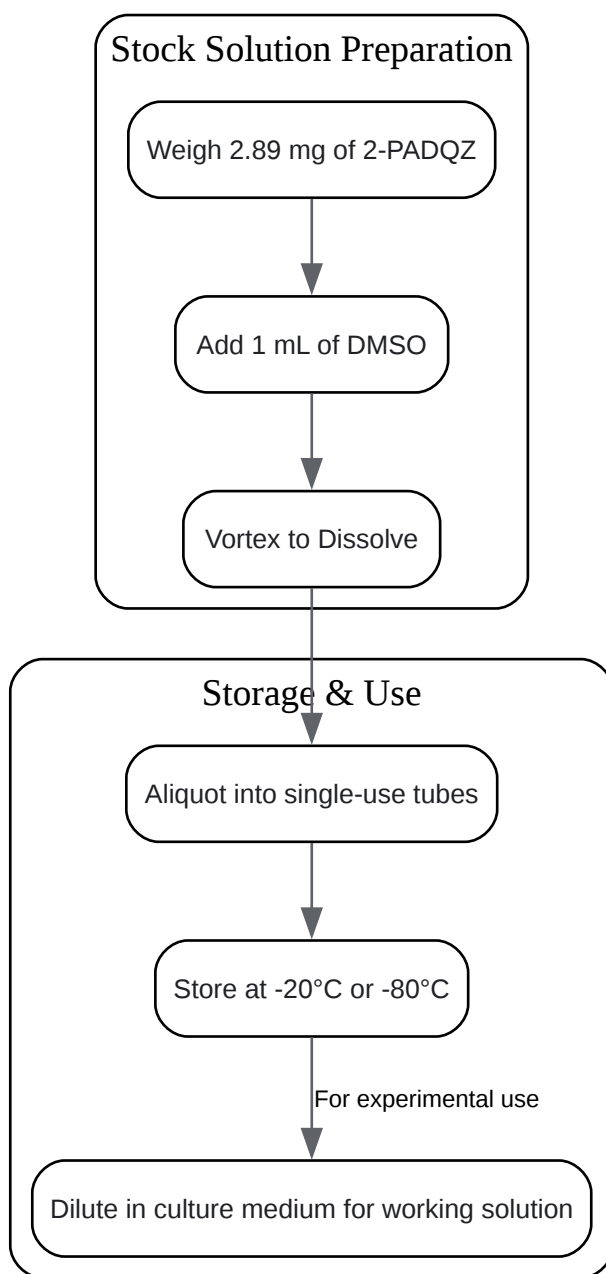 Stock Solution Preparation
Weigh 2.89 mg of 2-PADQZ
Add 1 mL of DMSO
Vortex to Dissolve
Storage & Use
Aliquot into single-use tubes
Store at -20°C or -80°C
For experimental use
Dilute in culture medium for working solution